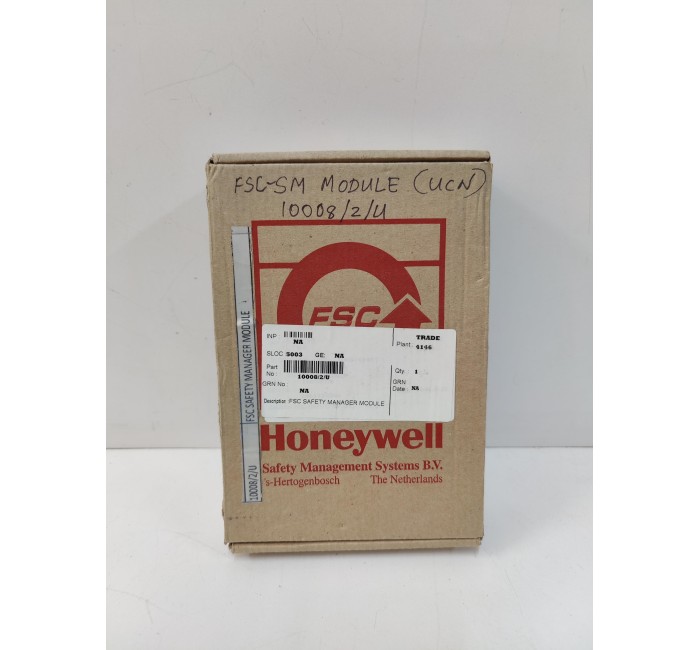 FSC-SM MODULE (UCN)
10008/2/U
FSC
10008/2/U FSC SAFETY MANAGER MODULE
INP NA TRADE
Plant: 4146
SLOC 5003 GE: NA
Part No : 10008/2/U Qty : 1
GRN No : NA GRN Date : NA
Description : FSC SAFETY MANAGER MODULE
Honeywell
Safety Management Systems B.V.
's-Hertogenbosch The Netherlands